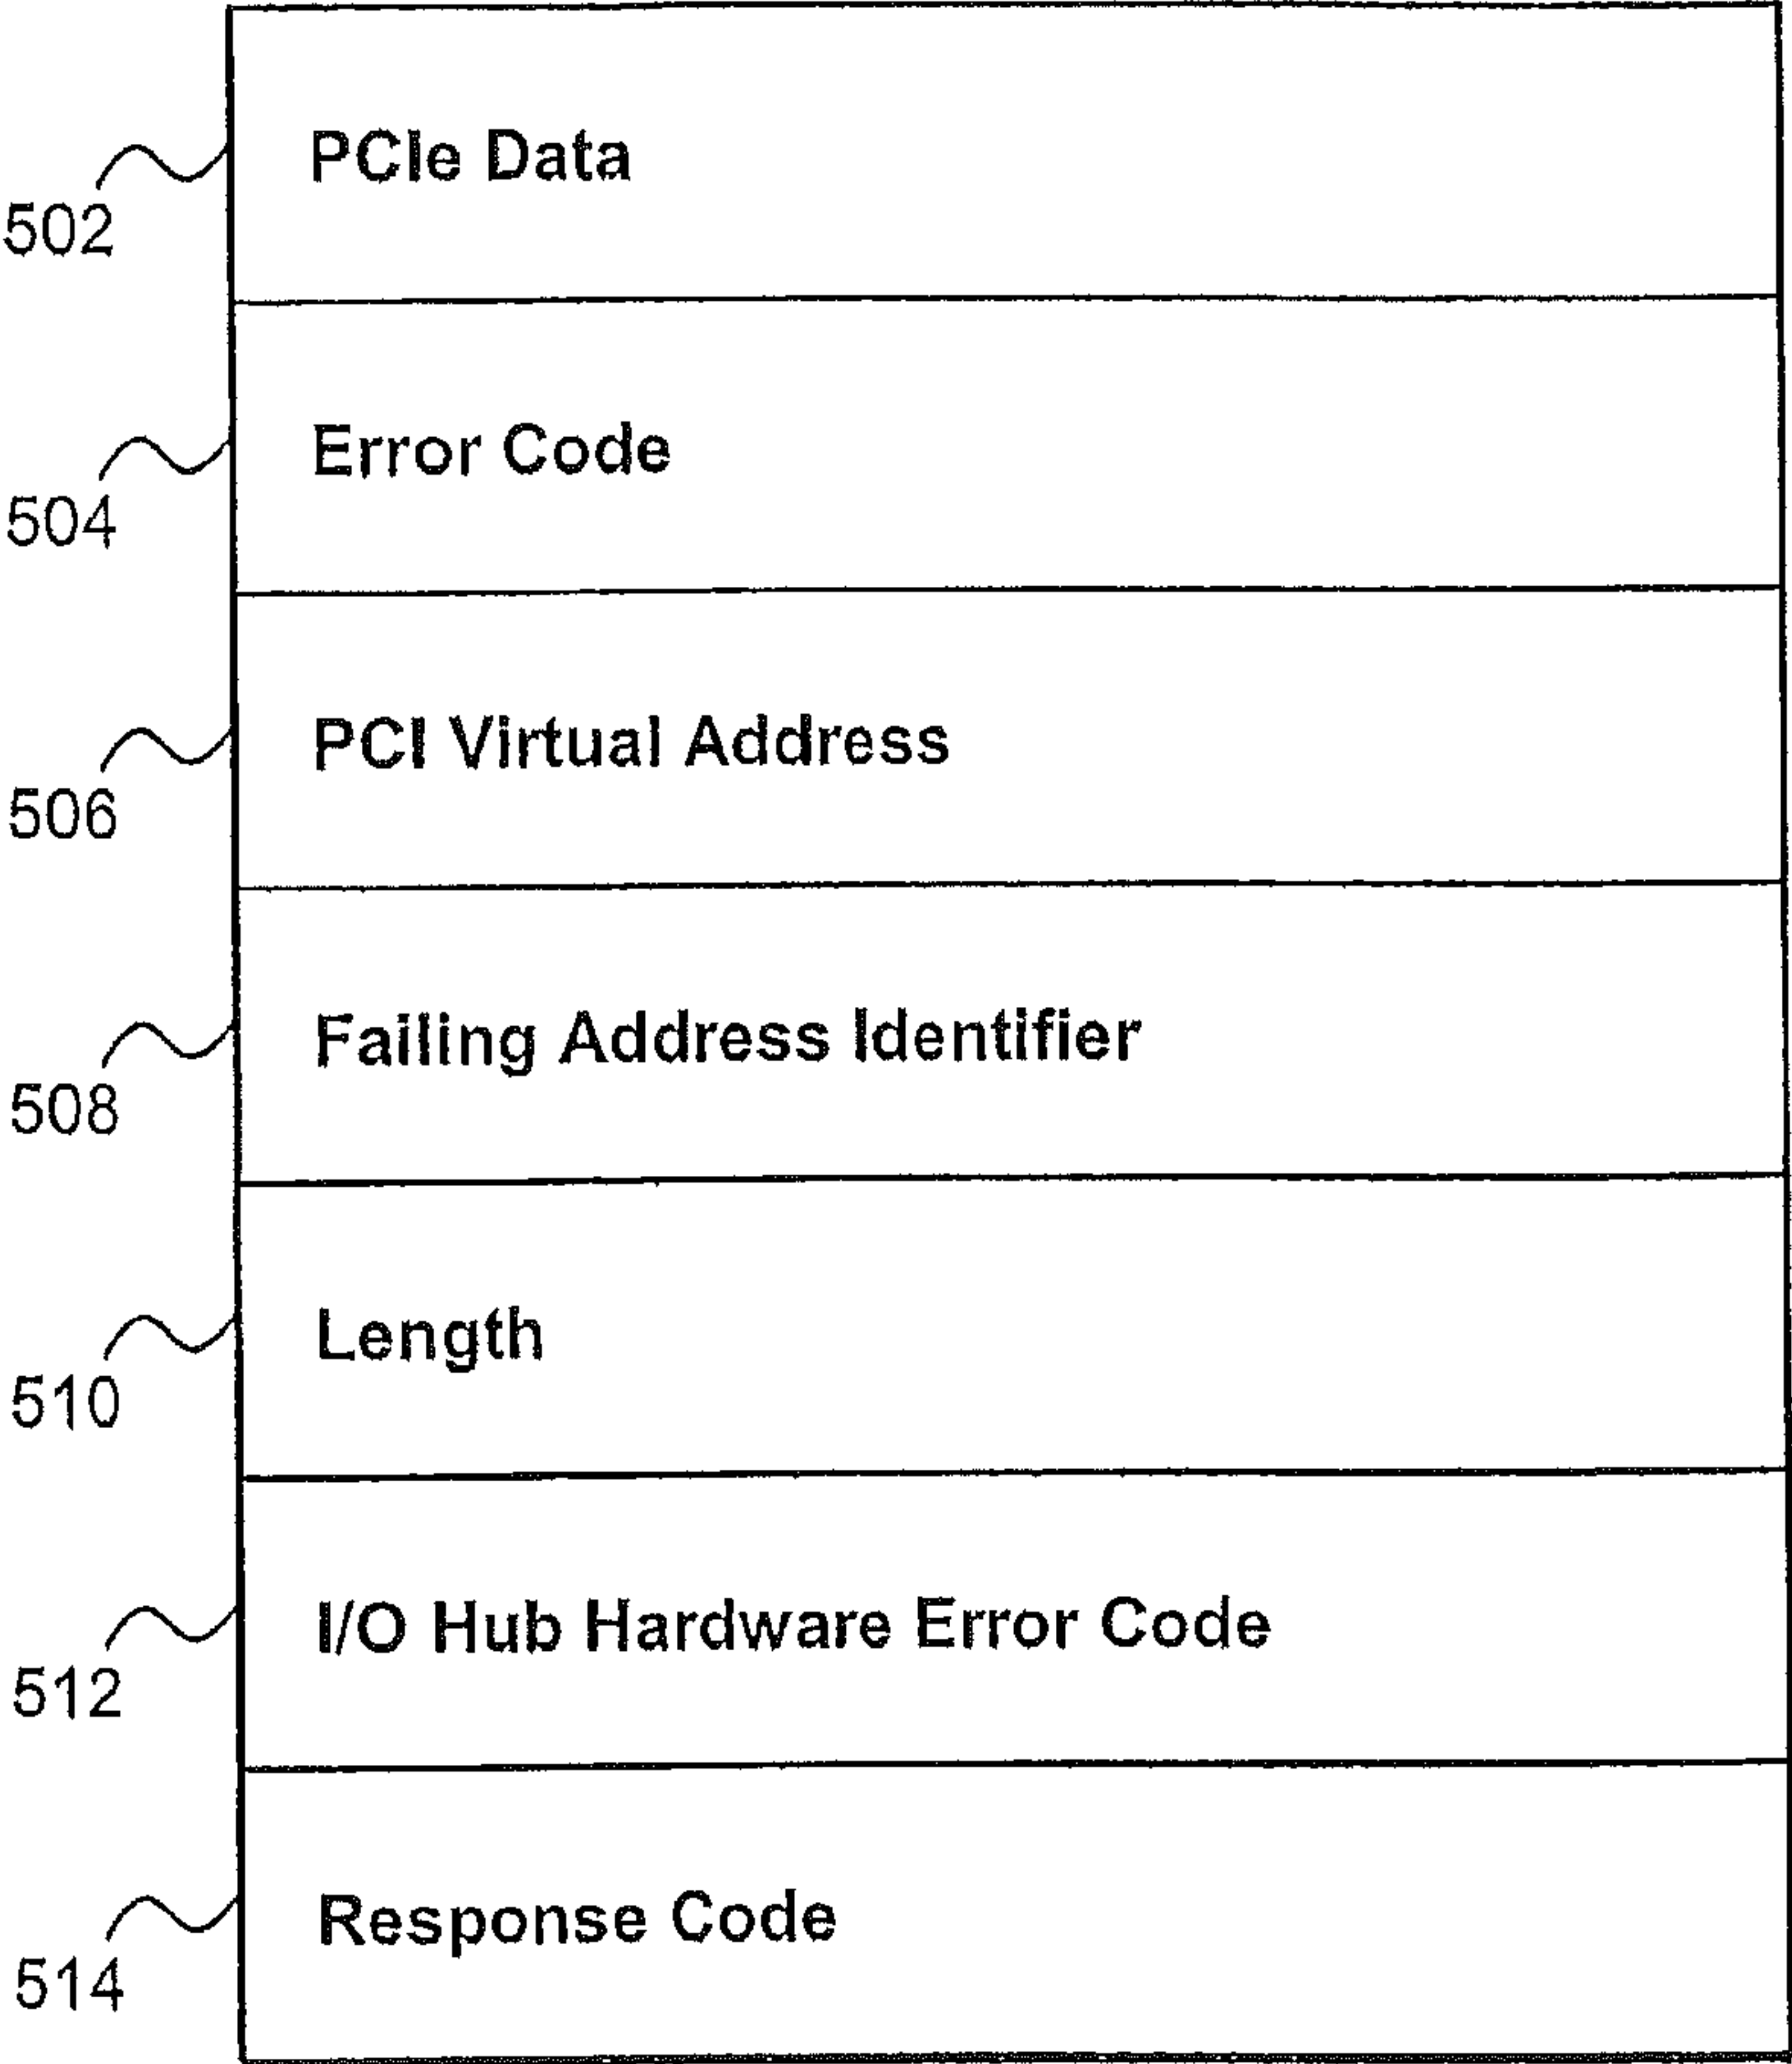 PCIe Data
502
Error Code
504
PCI Virtual Address
506
Failing Address Identifier
508
Length
510
I/O Hub Hardware Error Code
512
Response Code
514